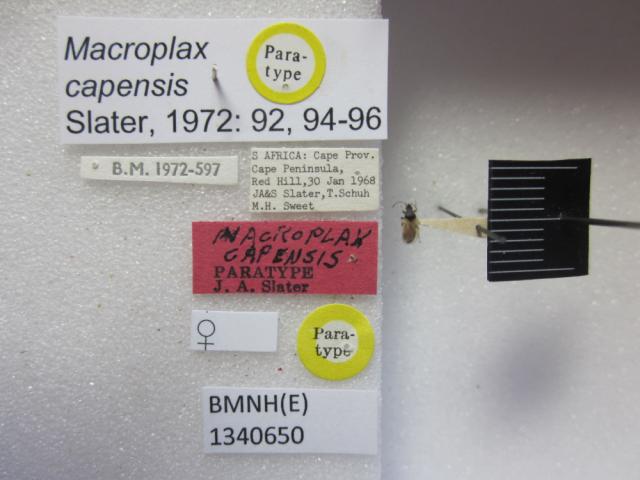 Macroplax
capensis
Slater, 1972: 92, 94-96
Para-
type
B.M. 1972-597
S AFRICA: Cape Prov.
Cape Peninsula,
Red Hill,30 Jan 1968
JA&S Slater,T.Schuh
M.H. Sweet
MACROPLAX
CAPENSIS
PARATYPE
J. A. Slater
♀
Para-
type
BMNH(E)
1340650